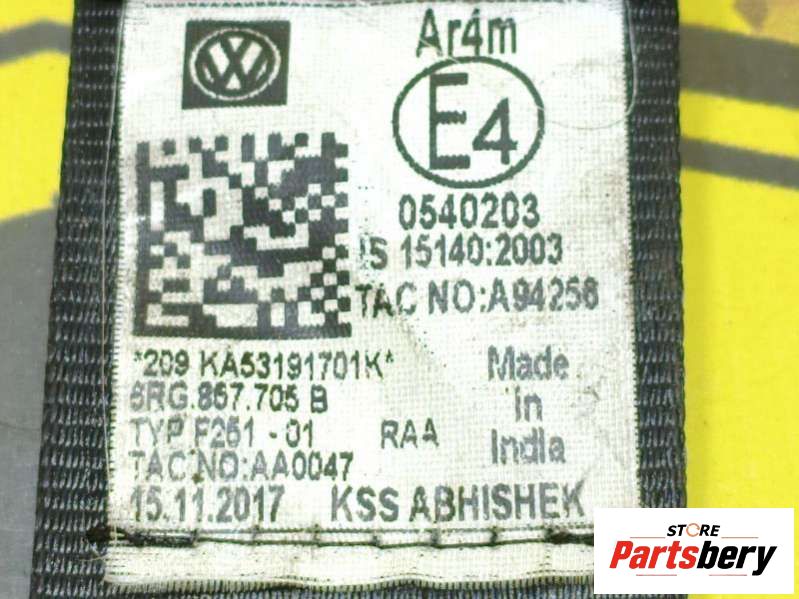 Ar4m
E4
0540203
IS 15140:2003
TAC NO:A94258
*209 KA53191701K*
6RG.857.705 B
TYP F261 - 01 RAA
TAC NO:AA0047
Made
in
India
15.11.2017 KSS ABHISHEK
STORE
Partsbery